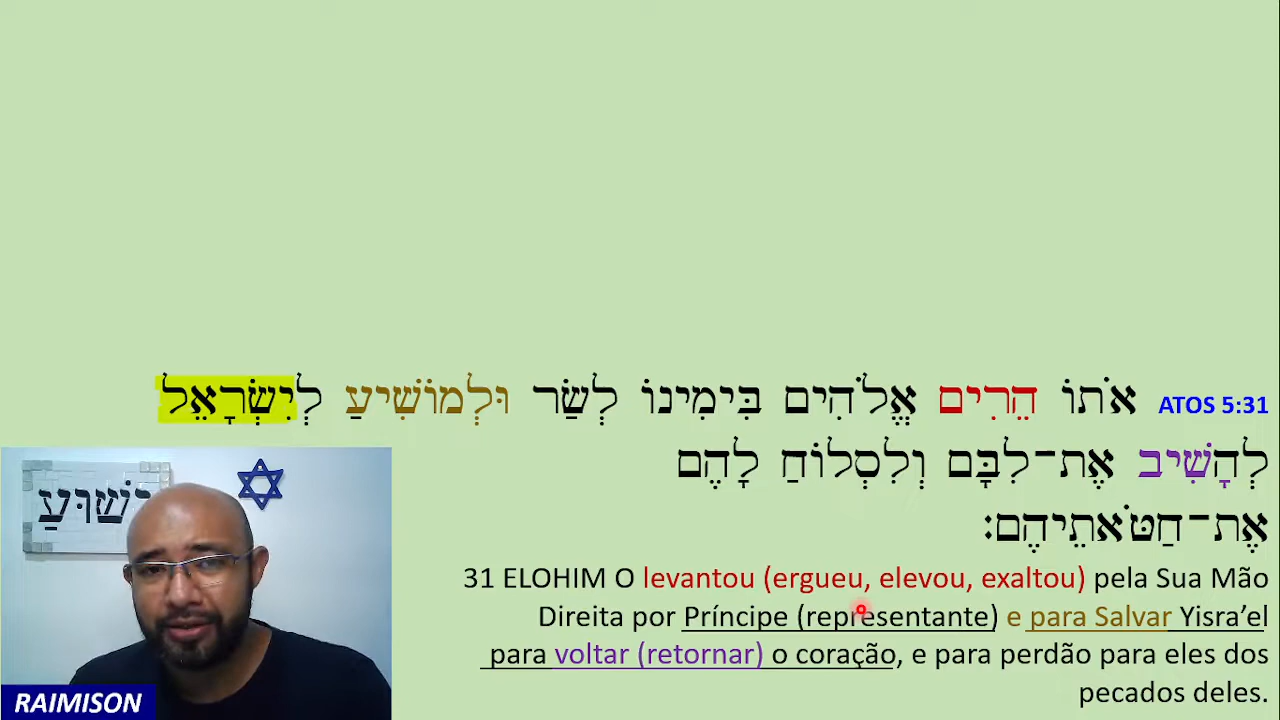 ATOS 5:31 אֹתוֹ הֵרִים אֱלֹהִים בִּימִינוֹ לְשַׂר וּלְמוֹשִׁיעַ לְיִשְׂרָאֵל
לְהָשִׁיב אֶת־לִבָּם וְלִסְלוֹחַ לָהֶם
אֶת־חַטֹּאתֵיהֶם׃
31 ELOHIM O levantou (ergueu, elevou, exaltou) pela Sua Mão
Direita por Príncipe (representante) e para Salvar Yisra’el
para voltar (retornar) o coração, e para perdão para eles dos
pecados deles.
RAIMISON